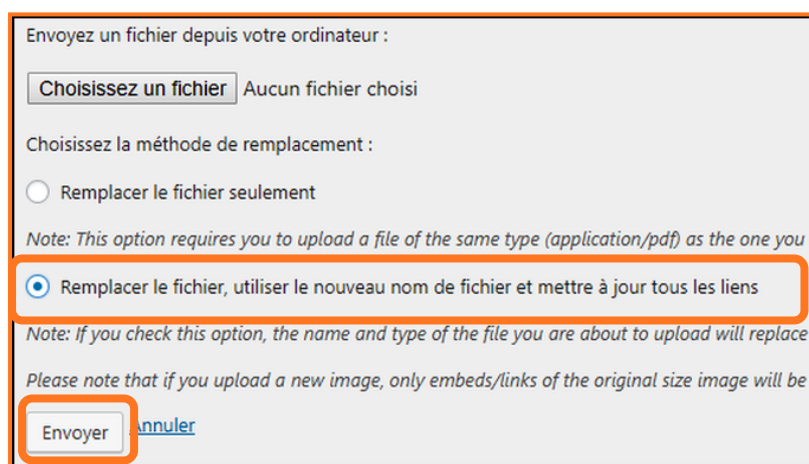 Envoyez un fichier depuis votre ordinateur :
Choisissez un fichier Aucun fichier choisi
Choisissez la méthode de remplacement :
Remplacer le fichier seulement
Note: This option requires you to upload a file of the same type (application/pdf) as the one you
Remplacer le fichier, utiliser le nouveau nom de fichier et mettre à jour tous les liens
Note: If you check this option, the name and type of the file you are about to upload will replace
Please note that if you upload a new image, only embeds/links of the original size image will be
Envoyer Annuler